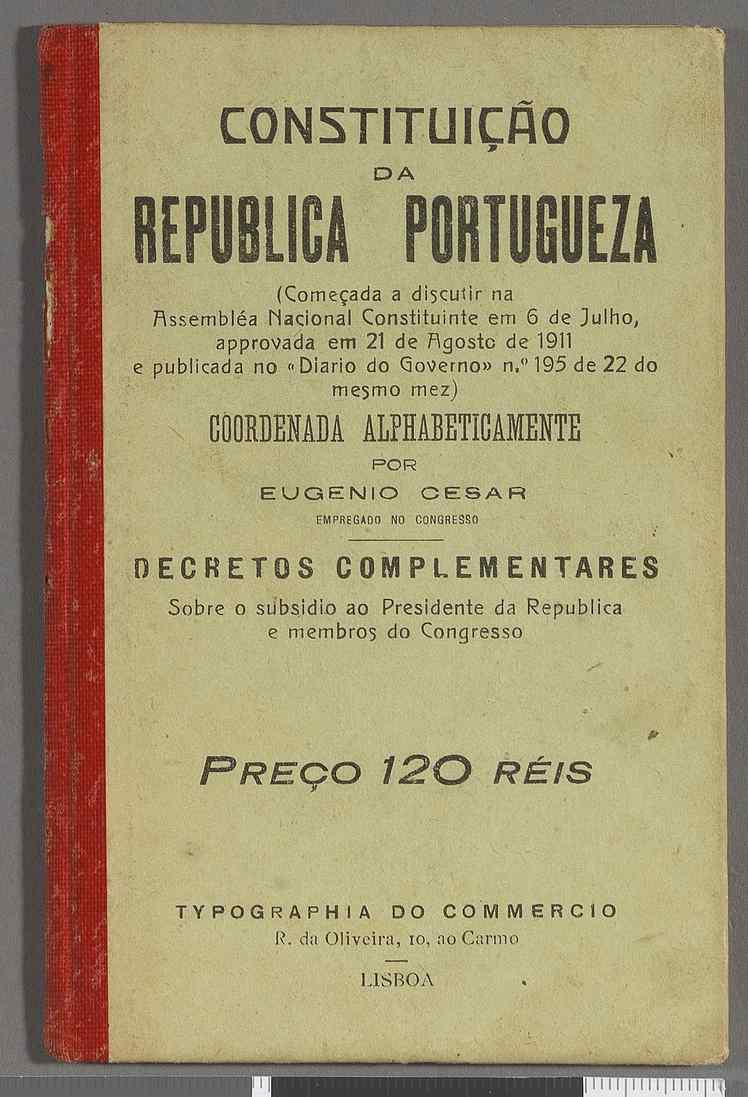 CONSTITUIÇÃO
DA
REPUBLICA PORTUGUEZA
(Começada a discutir na
Assembléa Nacional Constituinte em 6 de Julho,
approvada em 21 de Agosto de 1911
e publicada no «Diario do Governo» n.º 195 de 22 do
mesmo mez)
COORDENADA ALPHABETICAMENTE
POR
EUGENIO CESAR
EMPREGADO NO CONGRESSO
DECRETOS COMPLEMENTARES
Sobre o subsidio ao Presidente da Republica
e membros do Congresso
PREÇO 120 RÉIS
TYPOGRAPHIA DO COMMERCIO
R. da Oliveira, 10, ao Carmo
LISBOA